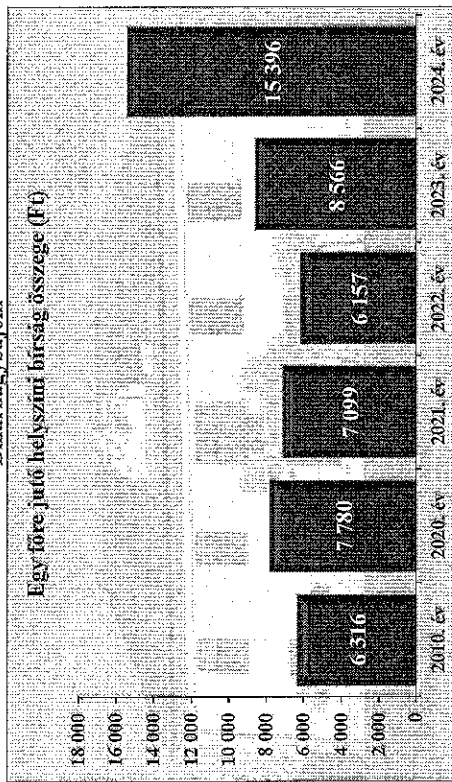 Egy főre jutó helyszíni bírság összege (Ft)
18 000
16 000
14 000
12 000
10 000
8 000
6 000
4 000
2 000
0
6 316
7 780
7 099
6 157
8 566
15 396
2010. év
2020. év
2021. év
2022. év
2023. év
2024. év